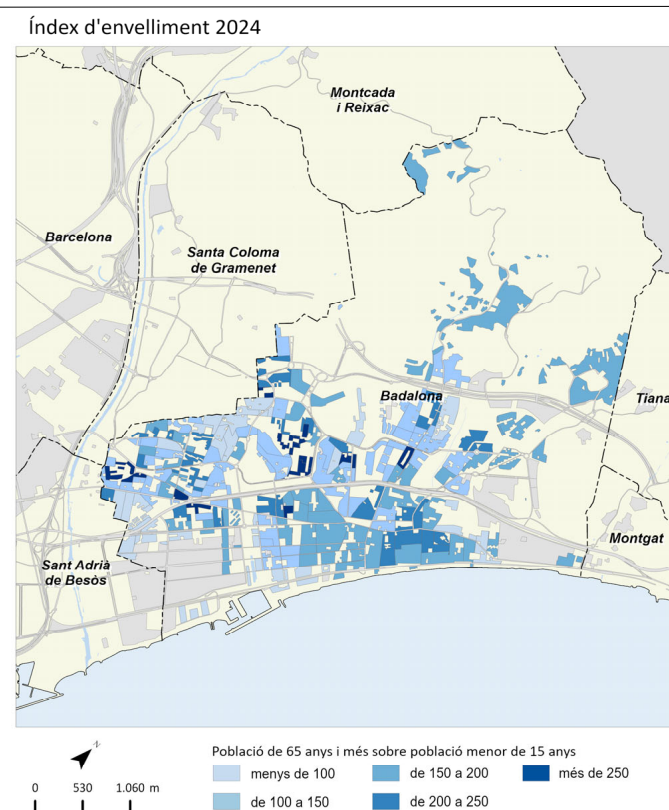 Índex d'envelliment 2024
Montcada
i Reixac
Barcelona
Santa Coloma
de Gramenet
Badalona
Tiana
Montgat
Sant Adrià
de Besòs
N
Població de 65 anys i més sobre població menor de 15 anys
menys de 100
de 150 a 200
més de 250
0 530 1.060 m
de 100 a 150
de 200 a 250